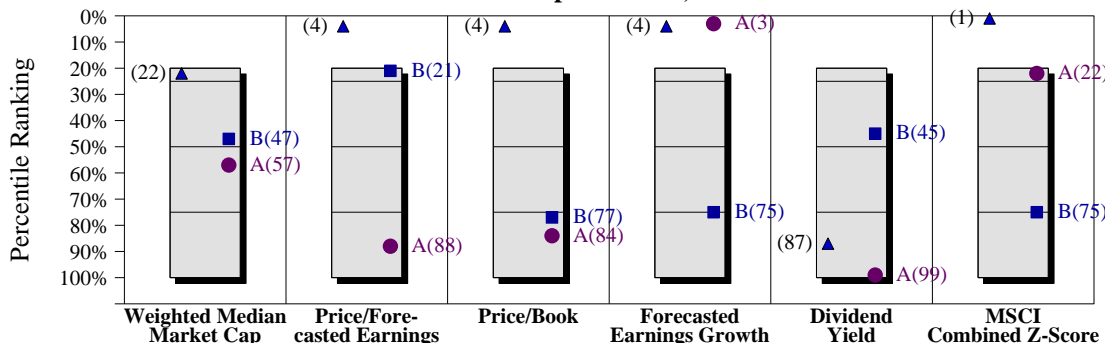 0%
10%
20%
30%
40%
50%
60%
70%
80%
90%
100%
Percentile Ranking
(22)
B(47)
A(57)
(4)
B(21)
A(88)
(4)
B(77)
A(84)
(4)
A(3)
B(75)
B(45)
(87)
A(99)
(1)
A(22)
B(75)
Weighted Median
Market Cap
Price/Fore-
casted Earnings
Price/Book
Forecasted
Earnings Growth
Dividend
Yield
MSCI
Combined Z-Score